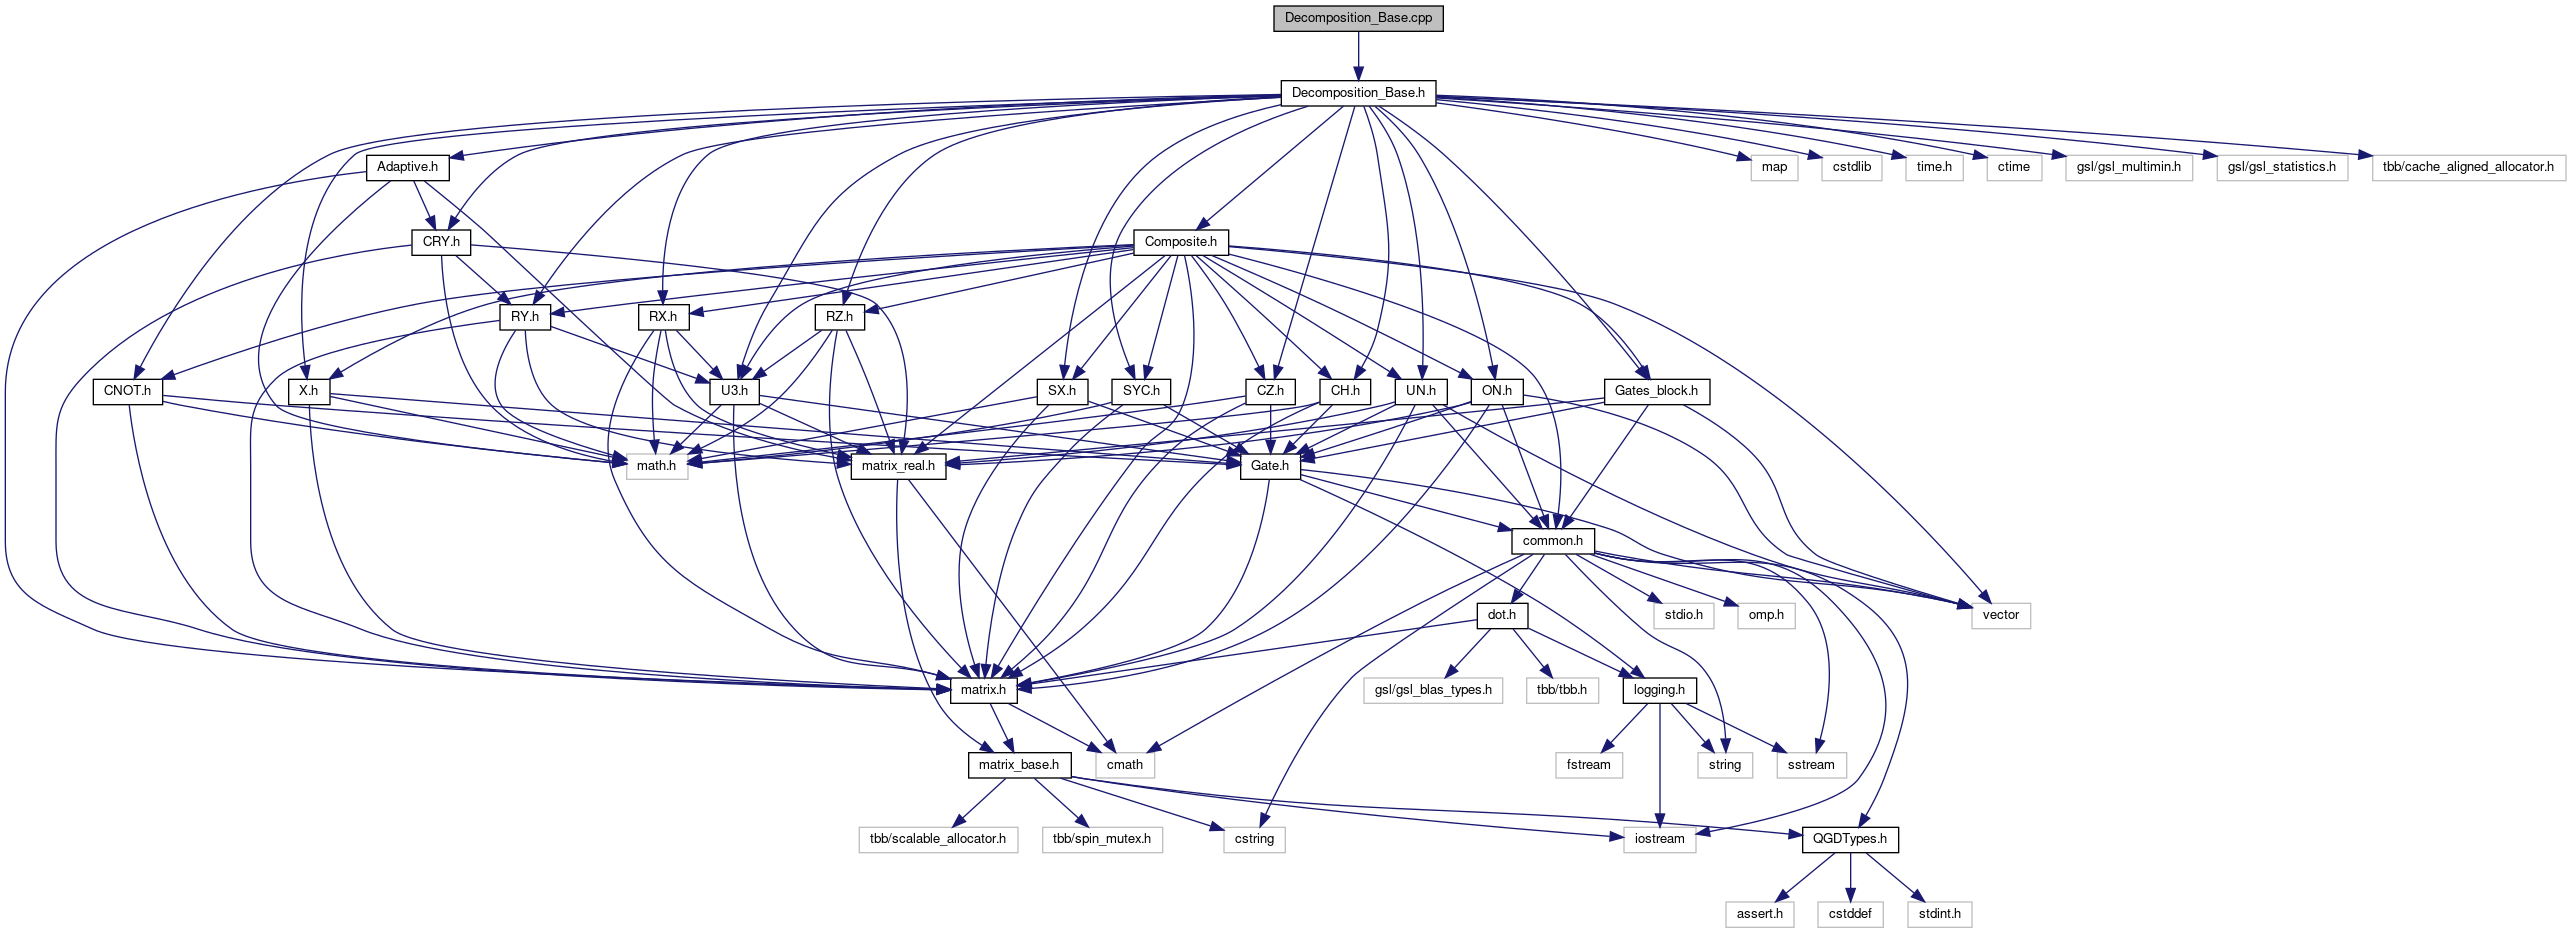 Decomposition_Base.cpp
Decomposition_Base.h
Adaptive.h
map
cstdlib
time.h
ctime
gsl/gsl_multimin.h
gsl/gsl_statistics.h
tbb/cache_aligned_allocator.h
CRY.h
Composite.h
RY.h
RX.h
RZ.h
CNOT.h
X.h
U3.h
SX.h
SYC.h
CZ.h
CH.h
UN.h
ON.h
Gates_block.h
math.h
matrix_real.h
Gate.h
common.h
dot.h
stdio.h
omp.h
vector
matrix.h
gsl/gsl_blas_types.h
tbb/tbb.h
logging.h
matrix_base.h
cmath
fstream
string
sstream
tbb/scalable_allocator.h
tbb/spin_mutex.h
cstring
iostream
QGDTypes.h
assert.h
cstddef
stdint.h